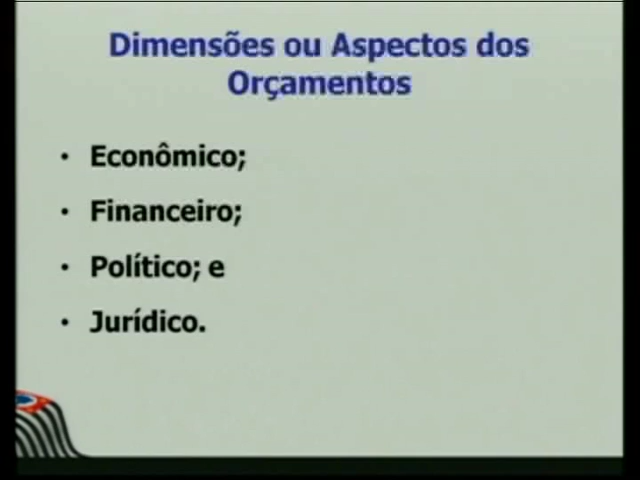 Dimensões ou Aspectos dos
Orçamentos
• Econômico;
• Financeiro;
• Político; e
• Jurídico.